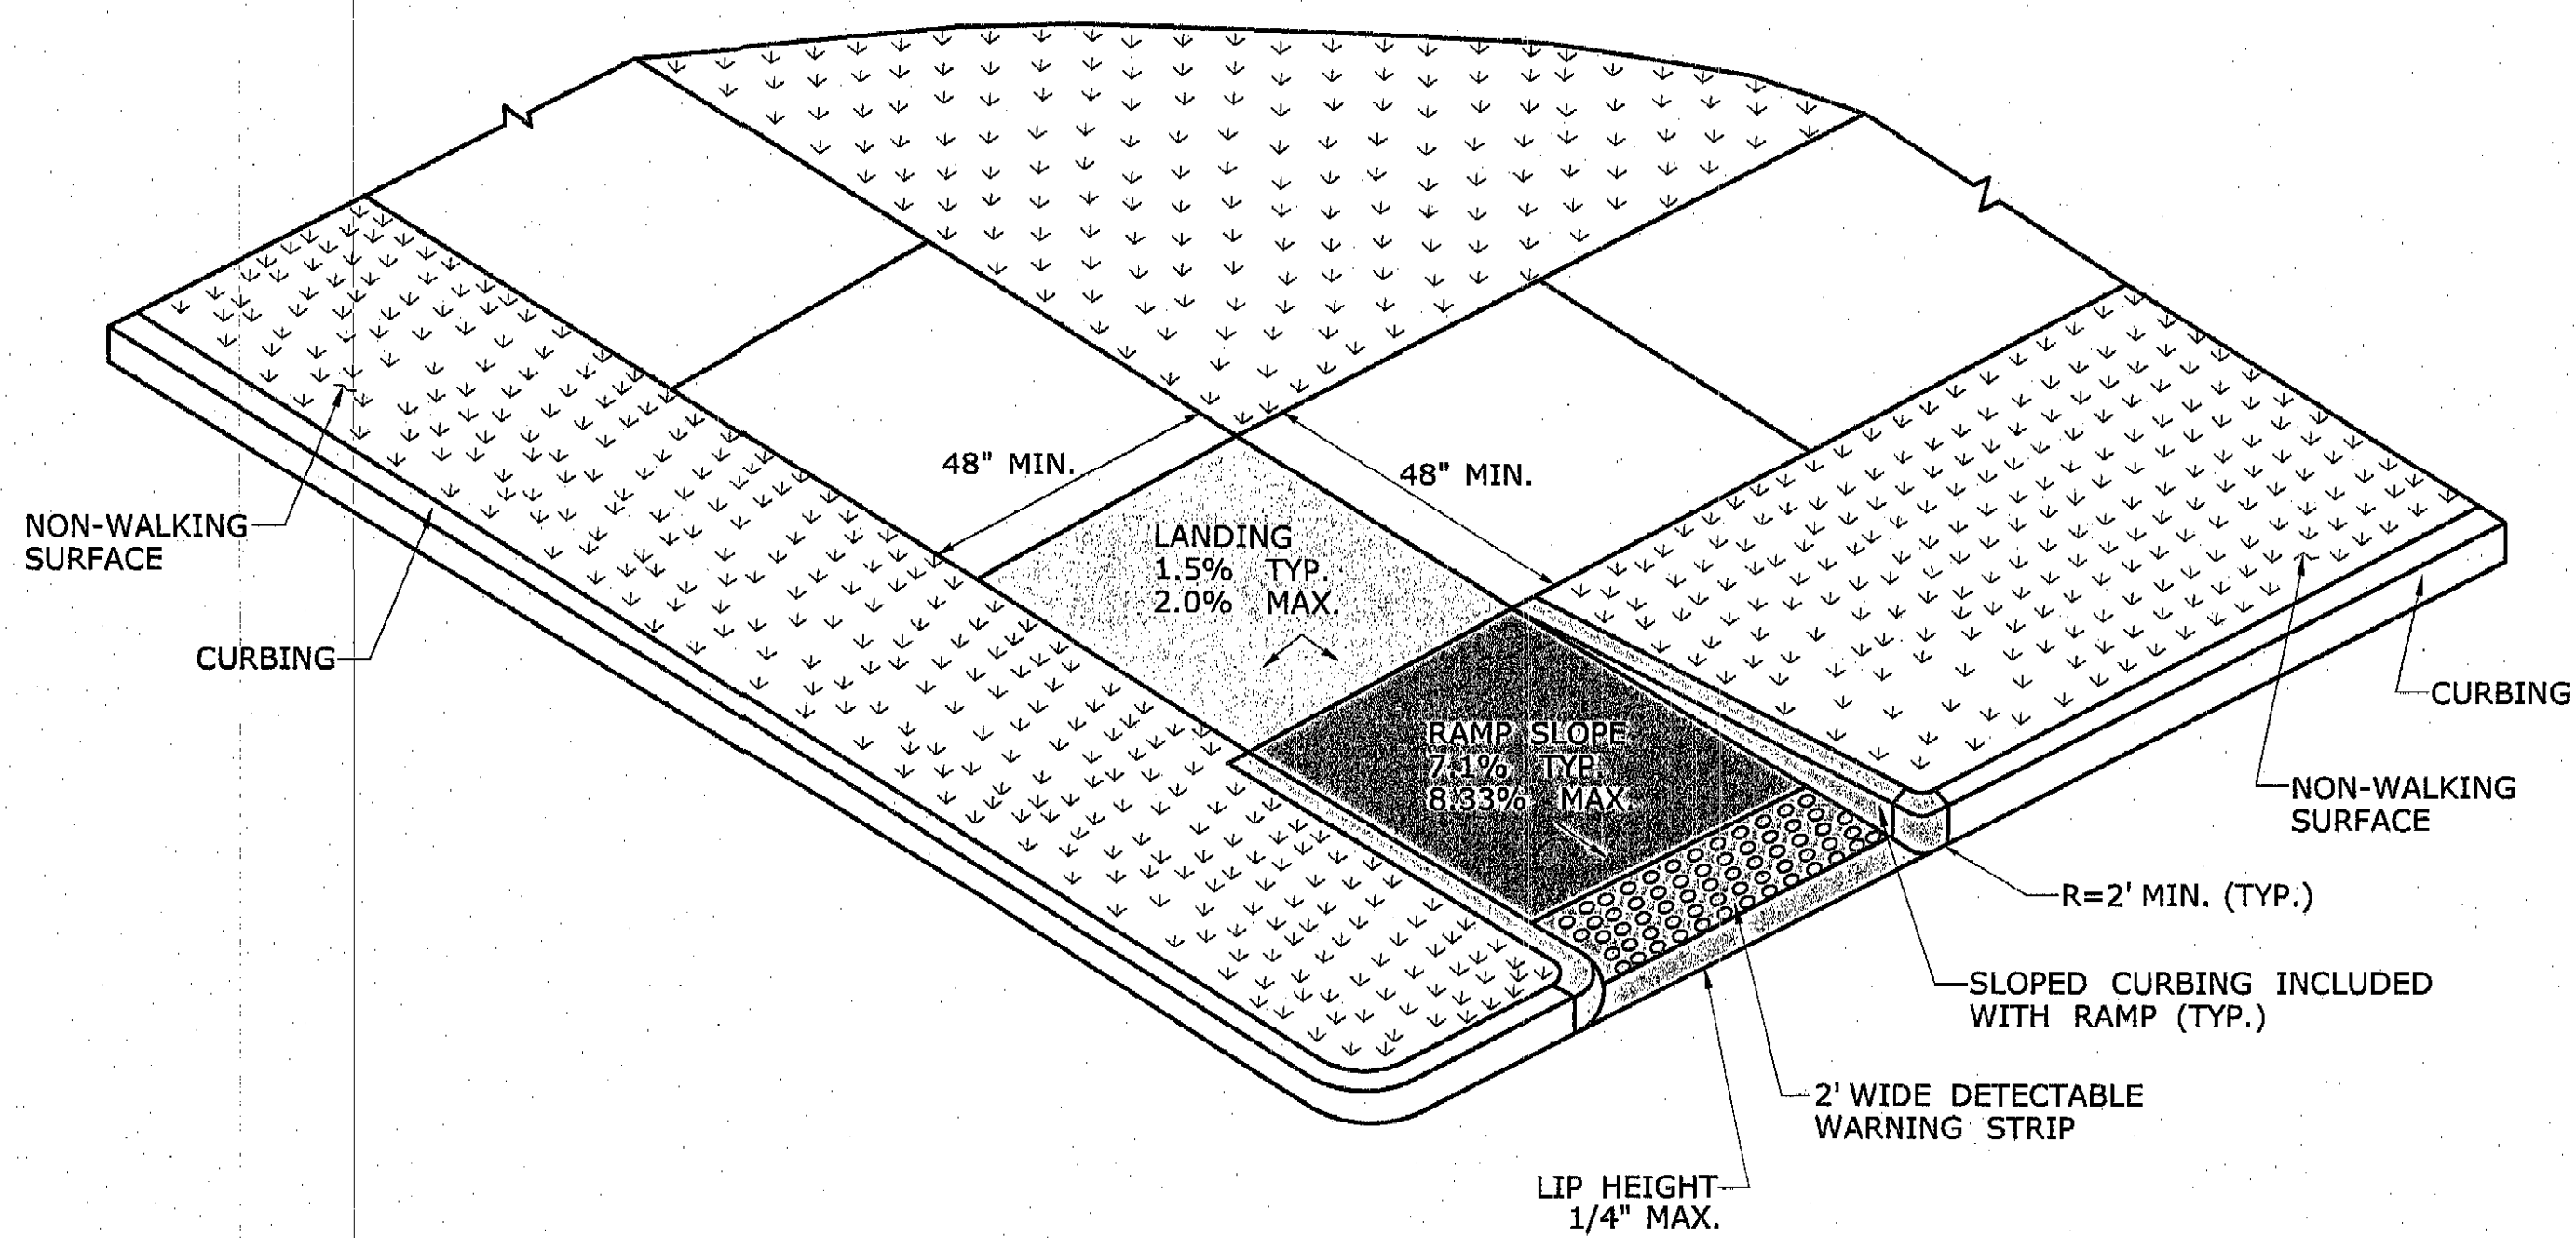 48" MIN.
48" MIN.
NON-WALKING
SURFACE
LANDING
1.5% TYP.
2.0% MAX.
CURBING
CURBING
RAMP SLOPE
7.1% TYP.
8.33% MAX.
NON-WALKING
SURFACE
R=2' MIN. (TYP.)
SLOPED CURBING INCLUDED
WITH RAMP (TYP.)
2' WIDE DETECTABLE
WARNING STRIP
LIP HEIGHT
1/4" MAX.